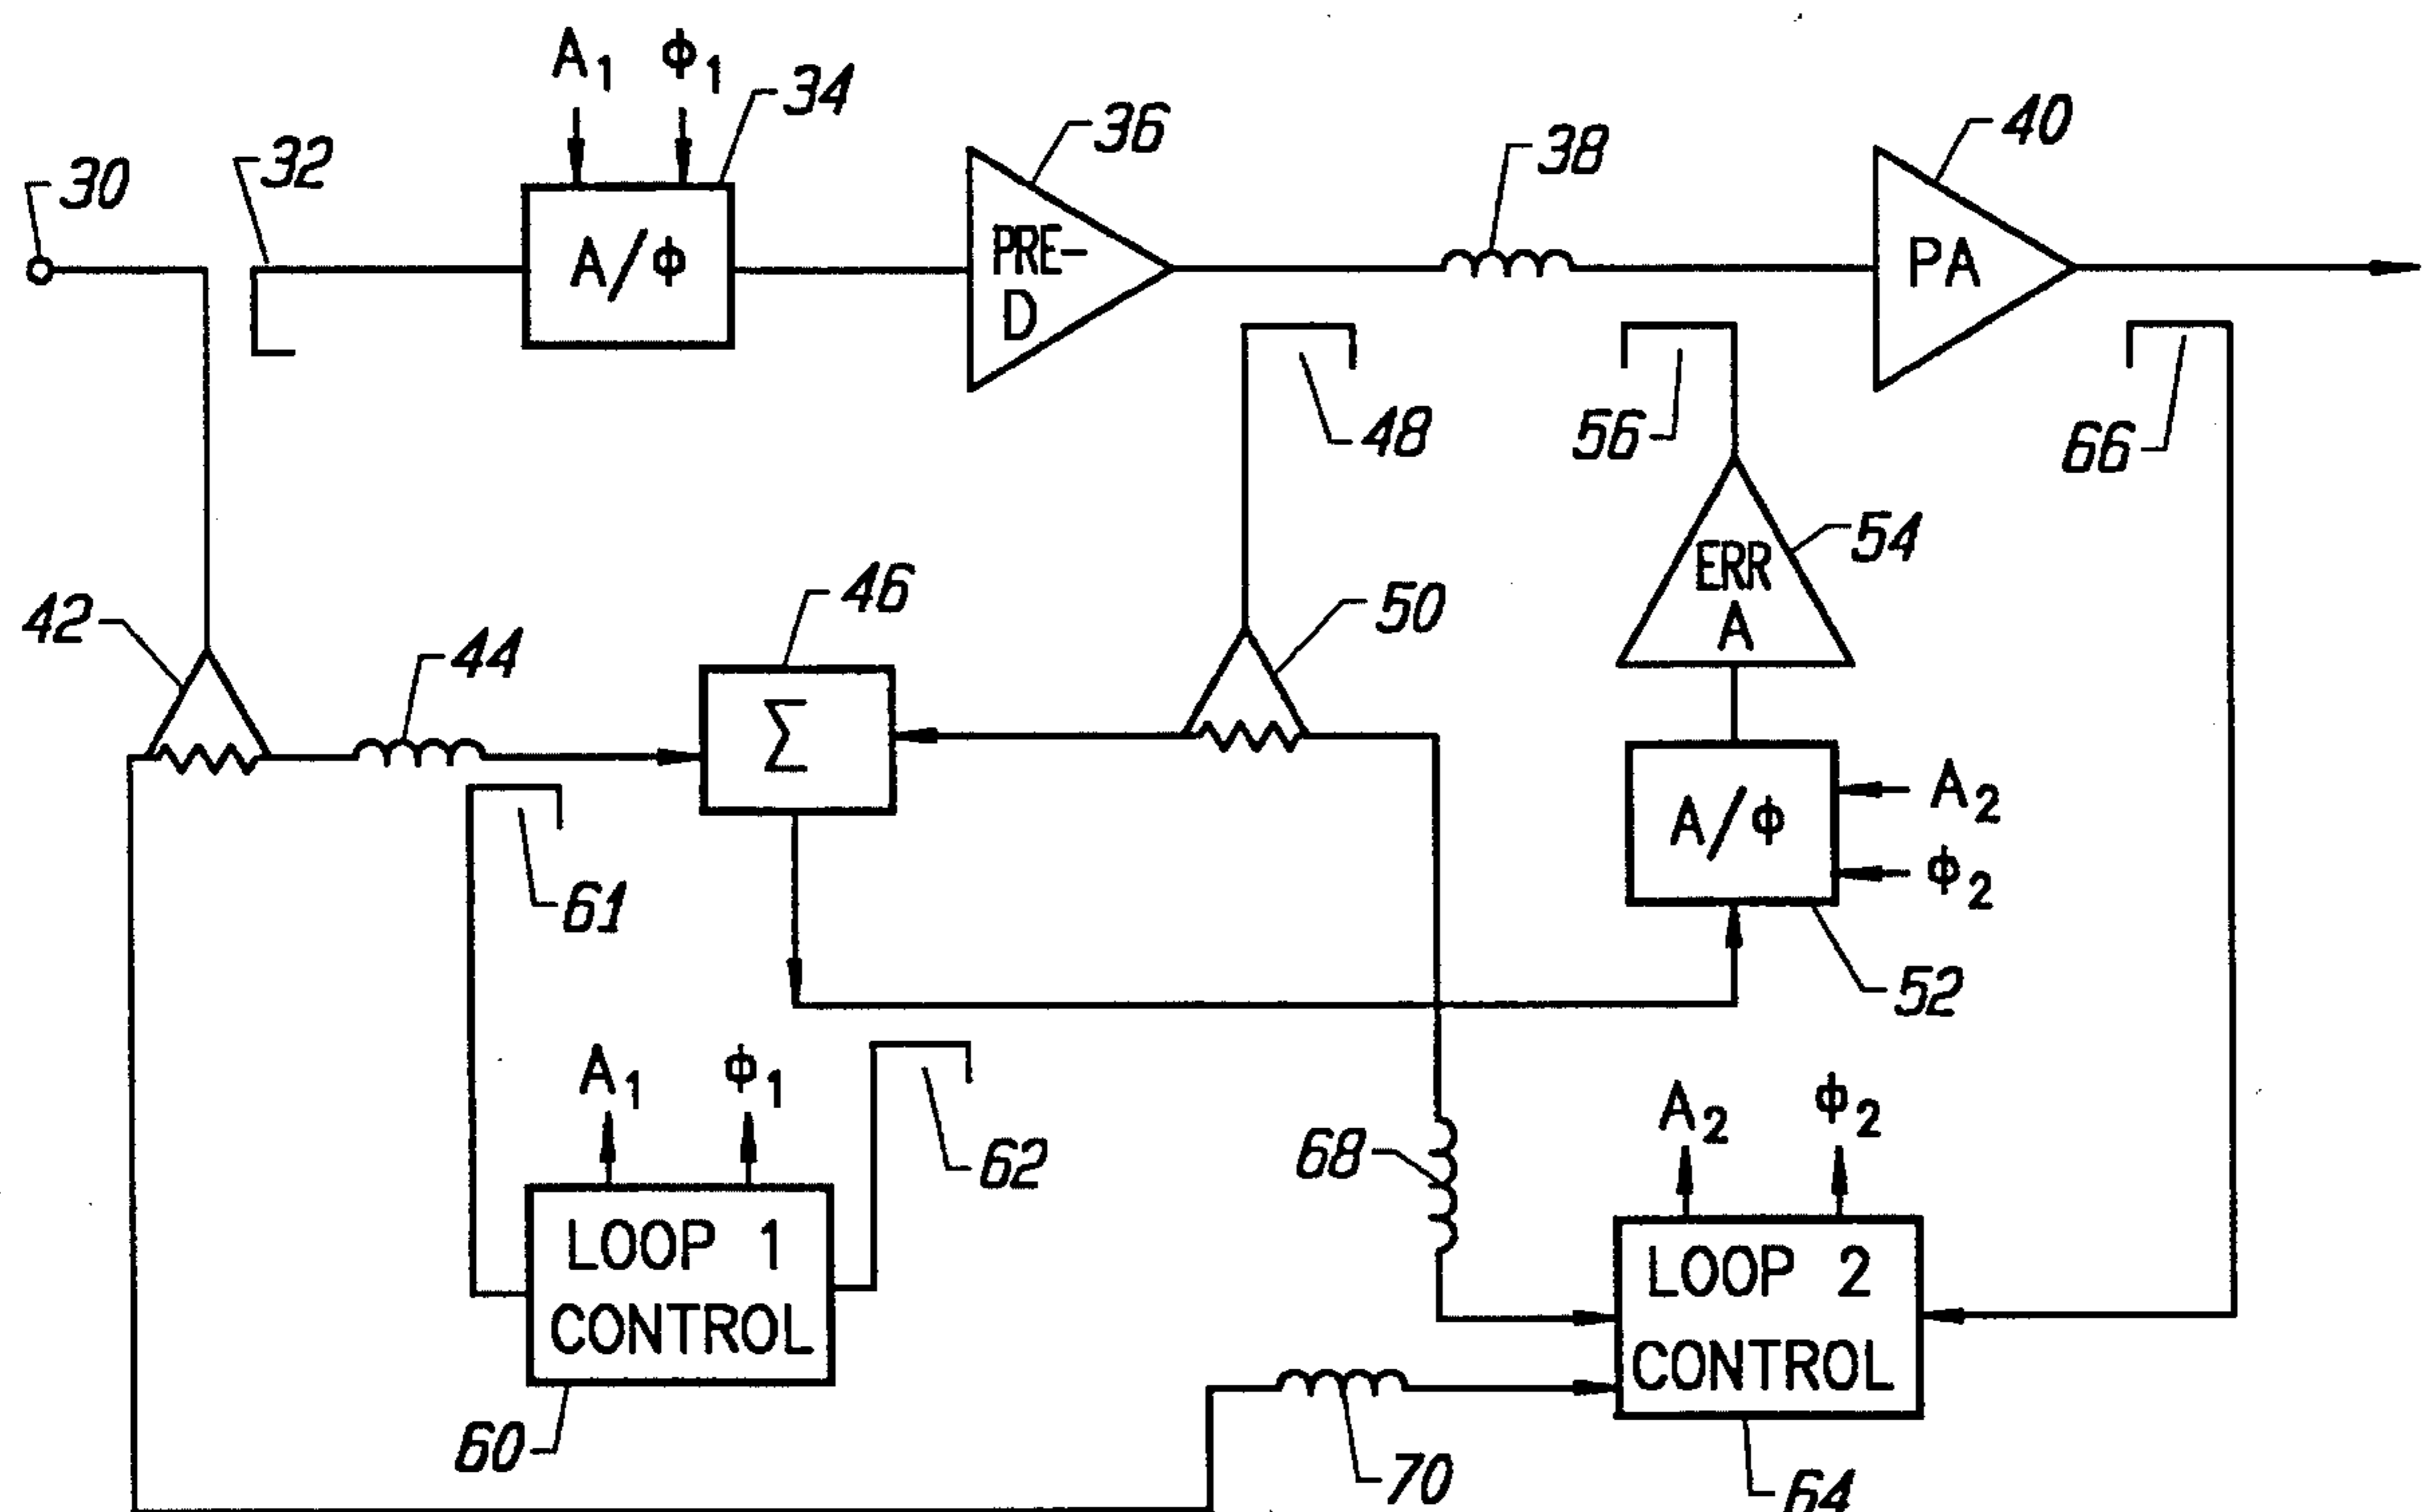 A₁ ϕ₁
34
36
38
40
30
32
A/ϕ
PRE-
D
PA
48
56
66
54
ERR
A
42
44
46
50
Σ
A₂
A/ϕ
ϕ₂
61
52
A₁ ϕ₁
62
68
A₂ ϕ₂
LOOP 1
CONTROL
LOOP 2
CONTROL
60
70
64